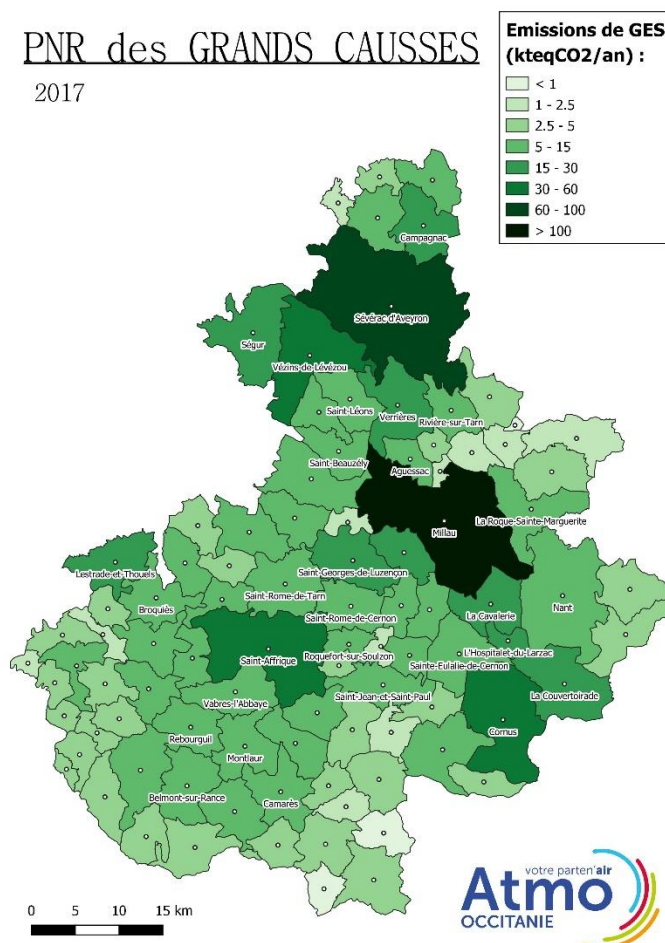 PNR des GRANDS CAUSSES
2017
Emissions de GES
(kteqCO2/an) :
< 1
1 - 2.5
2.5 - 5
5 - 15
15 - 30
30 - 60
60 - 100
> 100
Campagnac
Sévérac d'Aveyron
Ségur
Vézins-de-Lévézou
Saint-Léons
Verrières
Rivière-sur-Tarn
Saint-Beauzély
Aguessac
La Roque-Sainte-Marguerite
Millau
Lestrade-et-Thouels
Saint-Georges-de-Luzençon
Saint-Rome-de-Tarn
Broquiès
La Cavalerie
Nant
Saint-Rome-de-Cernon
Saint-Affrique
Roquefort-sur-Soulzon
L'Hospitalet-du-Larzac
Sainte-Eulalie-de-Cernon
La Couvertoirade
Saint-Jean-et-Saint-Paul
Vabres-l'Abbaye
Rebourguil
Cornus
Montlaur
Belmont-sur-Rance
Camarès
0 5 10 15 km
votre parten'air
Atmo
OCCITANIE